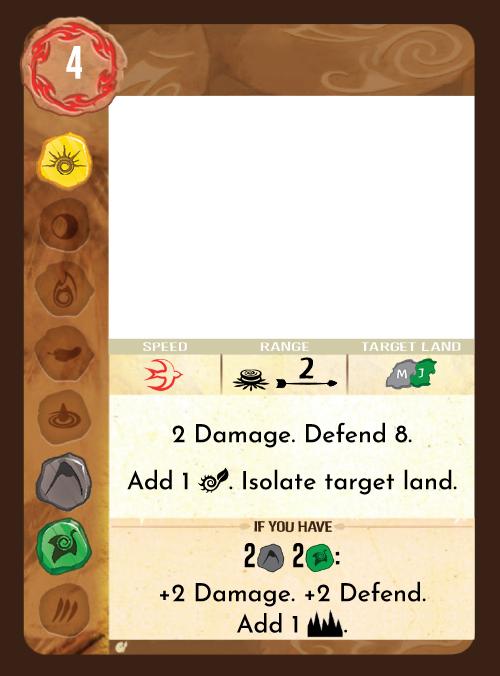 4
SPEED RANGE TARGET LAND
2 M J
2 Damage. Defend 8.
Add 1 . Isolate target land.
IF YOU HAVE
2 2 :
+2 Damage. +2 Defend.
Add 1 .